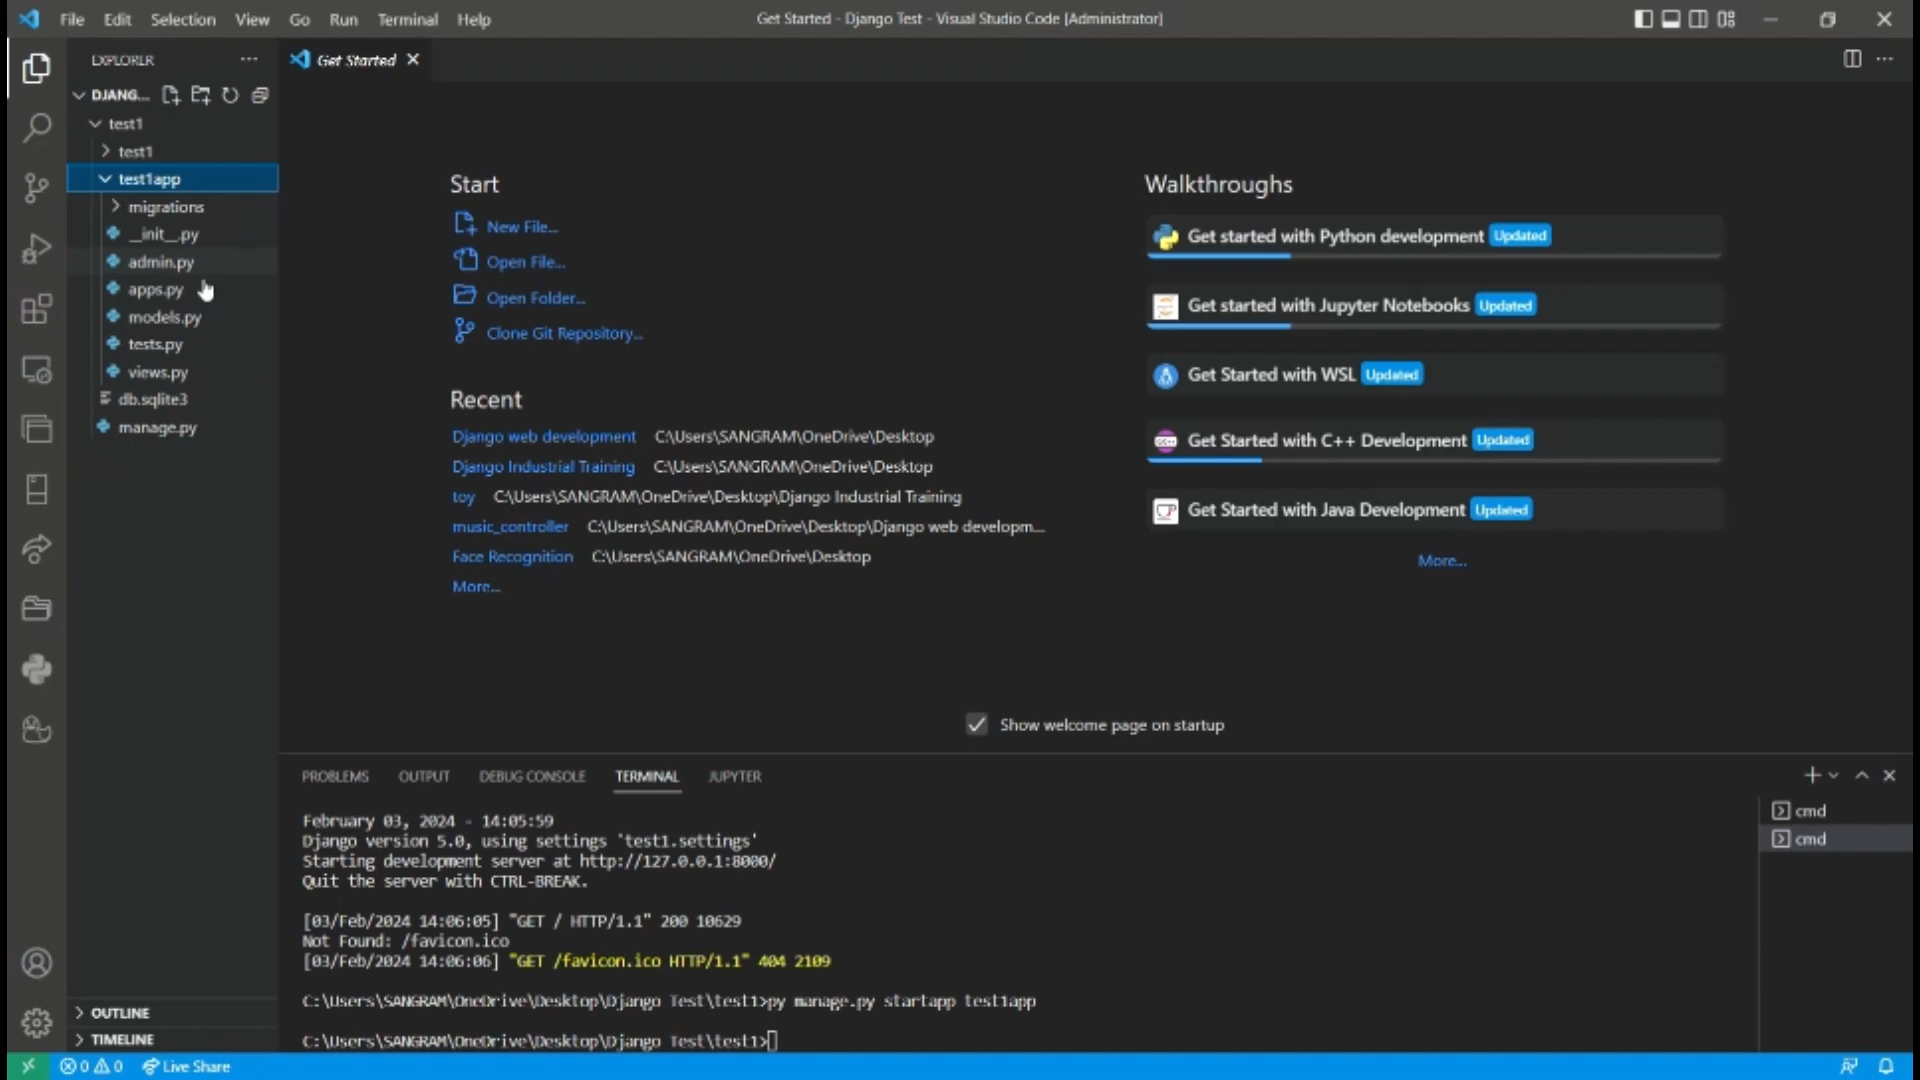 File Edit Selection View Go Run Terminal Help
Get Started - Django Test - Visual Studio Code [Administrator]
EXPLORER
Get Started
DJANG...
test1
test1
test1app
migrations
__init__.py
admin.py
apps.py
models.py
tests.py
views.py
db.sqlite3
manage.py
Start
New File...
Open File...
Open Folder...
Clone Git Repository...
Recent
Django web development C:\Users\SANGRAM\OneDrive\Desktop
Django Industrial Training C:\Users\SANGRAM\OneDrive\Desktop
toy C:\Users\SANGRAM\OneDrive\Desktop\Django Industrial Training
music_controller C:\Users\SANGRAM\OneDrive\Desktop\Django web developm...
Face Recognition C:\Users\SANGRAM\OneDrive\Desktop
More...
Walkthroughs
Get started with Python development Updated
Get started with Jupyter Notebooks Updated
Get Started with WSL Updated
Get Started with C++ Development Updated
Get Started with Java Development Updated
More...
Show welcome page on startup
PROBLEMS OUTPUT DEBUG CONSOLE TERMINAL JUPYTER
February 03, 2024 - 14:05:59
Django version 5.0, using settings 'test1.settings'
Starting development server at http://127.0.0.1:8000/
Quit the server with CTRL-BREAK.
[03/Feb/2024 14:06:05] "GET / HTTP/1.1" 200 10629
Not Found: /favicon.ico
[03/Feb/2024 14:06:06] "GET /favicon.ico HTTP/1.1" 404 2109
C:\Users\SANGRAM\OneDrive\Desktop\Django Test\test1>py manage.py startapp test1app
C:\Users\SANGRAM\OneDrive\Desktop\Django Test\test1>
cmd
cmd
OUTLINE
TIMELINE
0 0 Live Share